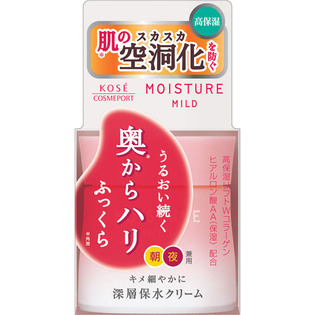 高保湿
肌の
スカスカ
空洞化を防ぐ
KOSÉ
COSMEPORT
MOISTURE
MILD
うるおい続く
奥からハリ
ふっくら
高保湿プラトWコラーゲン
ヒアルロン酸AA(保湿)配合
朝 夜 兼用
キメ細やかに
深層保水クリーム